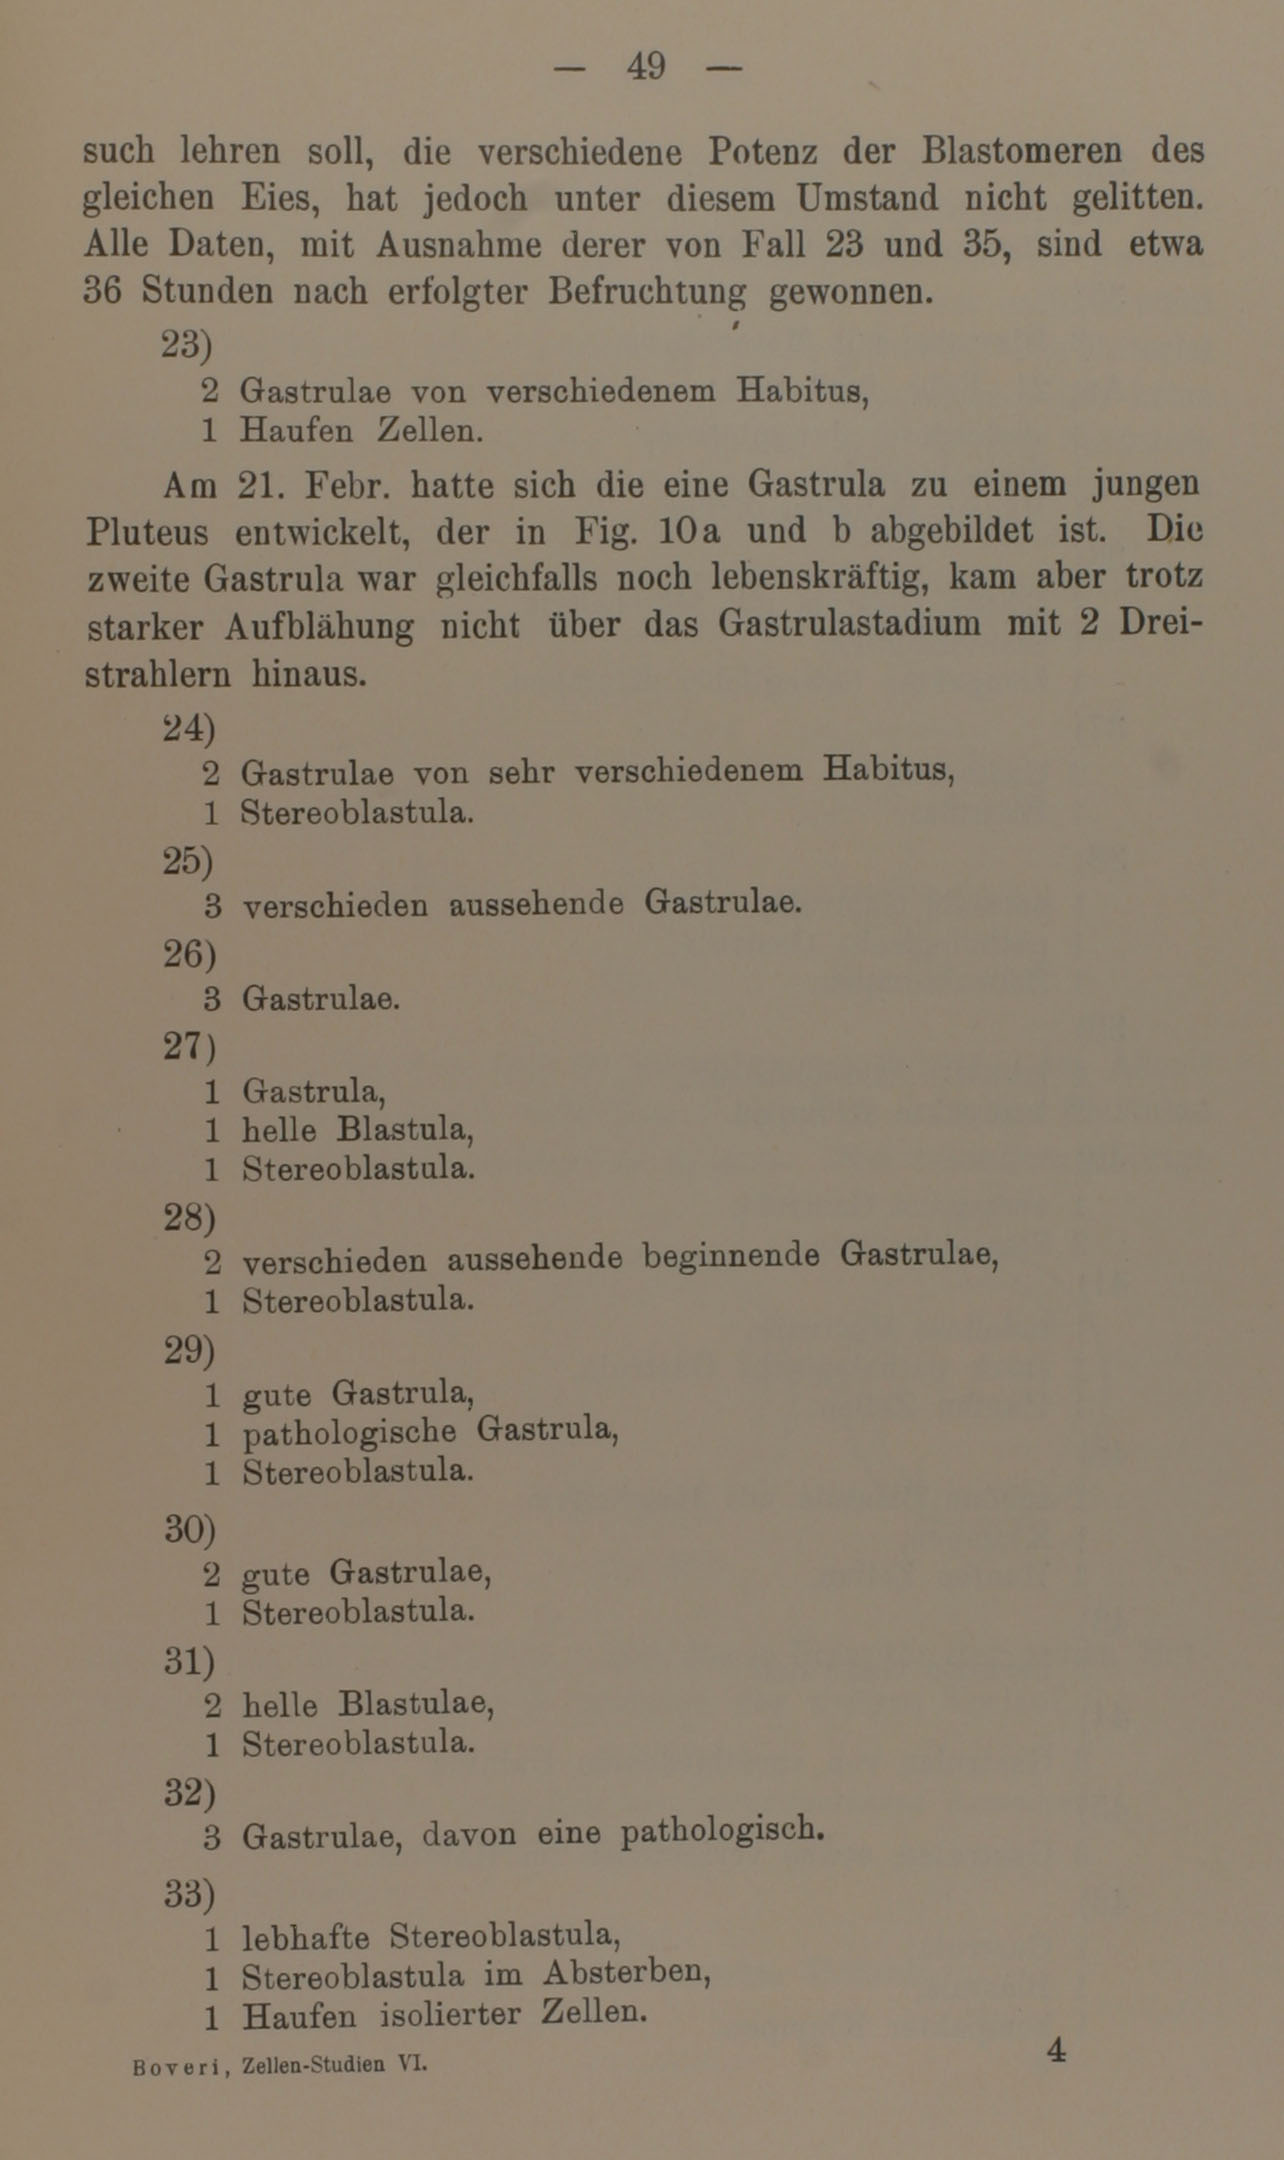 — 49 —
such lehren soll, die verschiedene Potenz der Blastomeren des
gleichen Eies, hat jedoch unter diesem Umstand nicht gelitten.
Alle Daten, mit Ausnahme derer von Fall 23 und 35, sind etwa
36 Stunden nach erfolgter Befruchtung gewonnen.
23)
2 Gastrulae von verschiedenem Habitus,
1 Haufen Zellen.
Am 21. Febr. hatte sich die eine Gastrula zu einem jungen
Pluteus entwickelt, der in Fig. 10a und b abgebildet ist. Die
zweite Gastrula war gleichfalls noch lebenskräftig, kam aber trotz
starker Aufblähung nicht über das Gastrulastadium mit 2 Drei-
strahlern hinaus.
24)
2 Gastrulae von sehr verschiedenem Habitus,
1 Stereoblastula.
25)
3 verschieden aussehende Gastrulae.
26)
3 Gastrulae.
27)
1 Gastrula,
1 helle Blastula,
1 Stereoblastula.
28)
2 verschieden aussehende beginnende Gastrulae,
1 Stereoblastula.
29)
1 gute Gastrula,
1 pathologische Gastrula,
1 Stereoblastula.
30)
2 gute Gastrulae,
1 Stereoblastula.
31)
2 helle Blastulae,
1 Stereoblastula.
32)
3 Gastrulae, davon eine pathologisch.
33)
1 lebhafte Stereoblastula,
1 Stereoblastula im Absterben,
1 Haufen isolierter Zellen.
Boveri, Zellen-Studien VI. 4